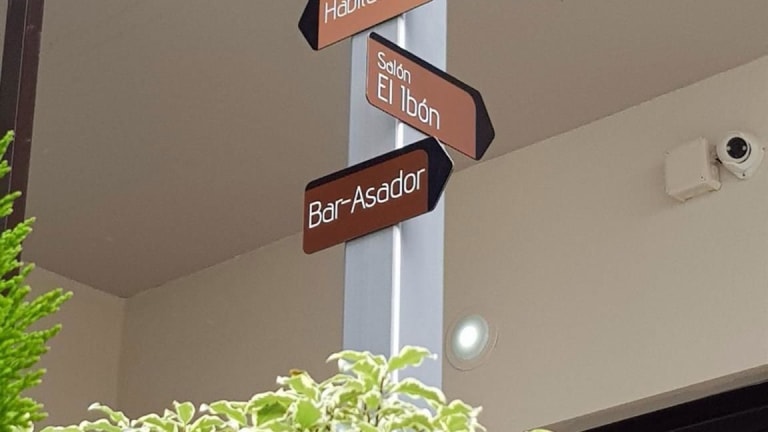 Salón
El Ibón
Bar-Asador